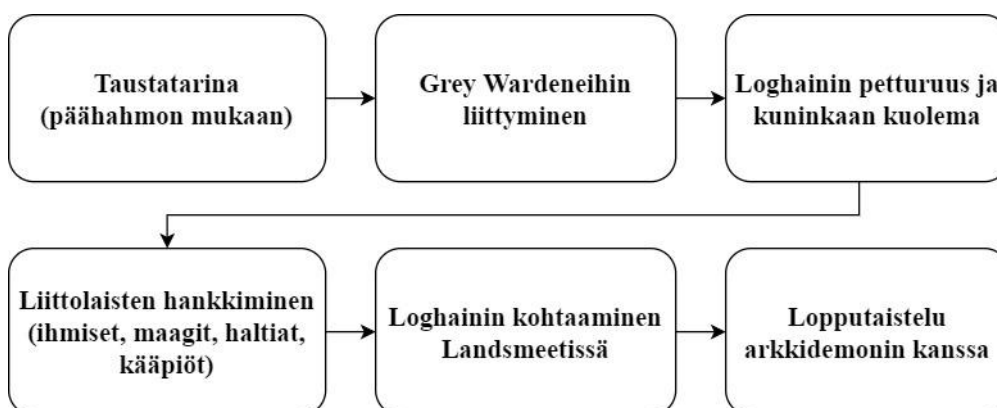 Taustatarina
(päähahmon mukaan)
Grey Wardeneihin
liittyminen
Loghainin petturuus ja
kuninkaan kuolema
Liittolaisten hankkiminen
(ihmiset, maagit, haltiat,
kääpiöt)
Loghainin kohtaaminen
Landsmeetissä
Lopputaistelu
arkkidemonin kanssa